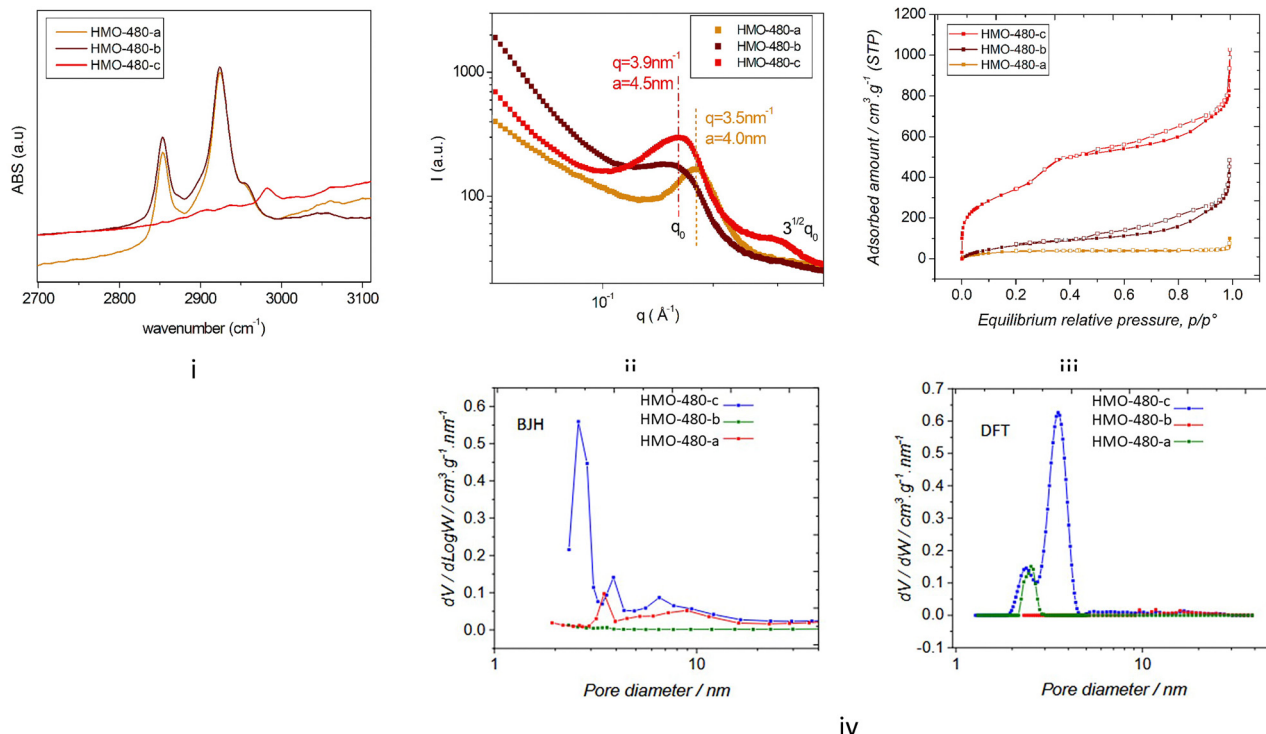 HMO-480-a
HMO-480-b
HMO-480-c
ABS (a.u)
2700
2800
2900
3000
3100
wavenumber (cm⁻¹)
i
HMO-480-a
HMO-480-b
HMO-480-c
q=3.9nm⁻¹
a=4.5nm
q=3.5nm⁻¹
a=4.0nm
1000
100
I (a.u.)
q₀
3^1/2q₀
10⁻¹
q ( Å⁻¹)
ii
HMO-480-c
HMO-480-b
HMO-480-a
1200
1000
800
600
400
200
0
Adsorbed amount / cm³.g⁻¹ (STP)
0.0
0.2
0.4
0.6
0.8
1.0
Equilibrium relative pressure, p/p°
iii
BJH
HMO-480-c
HMO-480-b
HMO-480-a
0.6
0.5
0.4
0.3
0.2
0.1
0.0
dV / dLogW / cm³.g⁻¹.nm⁻¹
1
10
Pore diameter / nm
DFT
HMO-480-c
HMO-480-b
HMO-480-a
0.7
0.6
0.5
0.4
0.3
0.2
0.1
0.0
-0.1
dV / dW / cm³.g⁻¹.nm⁻¹
1
10
Pore diameter / nm
iv